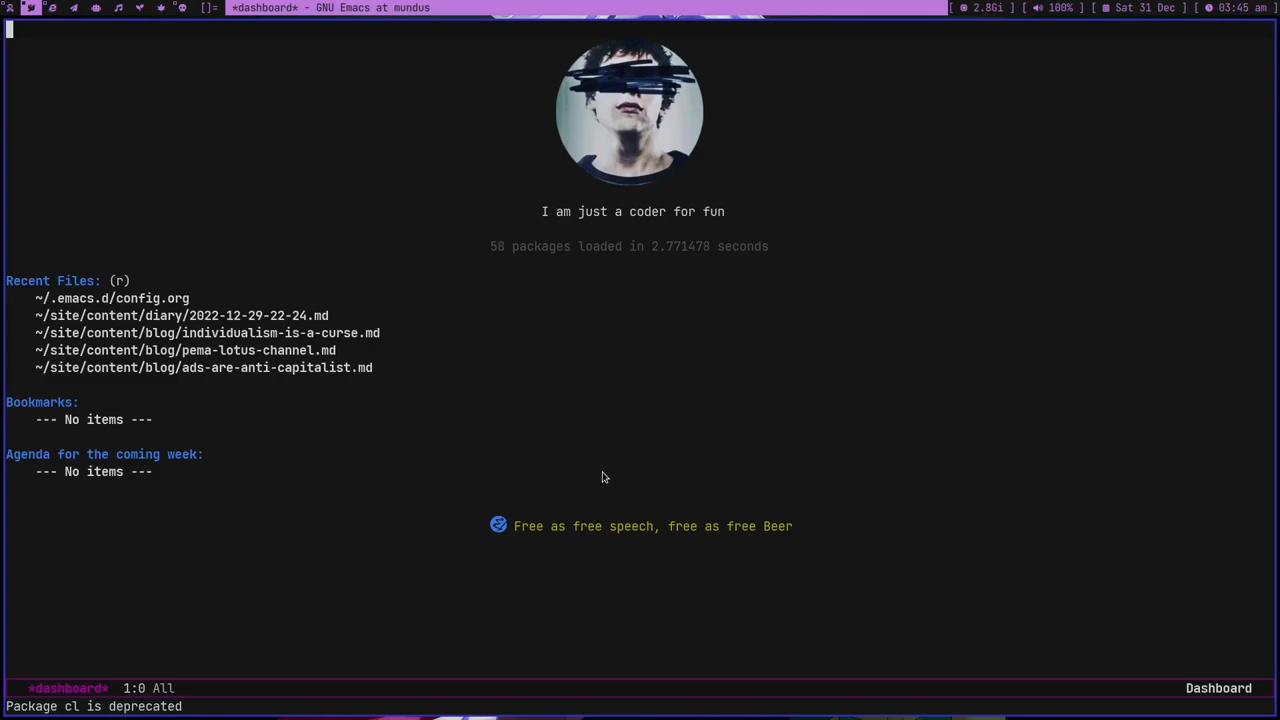 []= *dashboard* - GNU Emacs at mundus [ 2.8Gi ] [ 100% ] [ Sat 31 Dec ] [ 03:45 am ]
I am just a coder for fun
58 packages loaded in 2.771478 seconds
Recent Files: (r)
~/.emacs.d/config.org
~/site/content/diary/2022-12-29-22-24.md
~/site/content/blog/individualism-is-a-curse.md
~/site/content/blog/pema-lotus-channel.md
~/site/content/blog/ads-are-anti-capitalist.md
Bookmarks:
--- No items ---
Agenda for the coming week:
--- No items ---
Free as free speech, free as free Beer
*dashboard* 1:0 All Dashboard
Package cl is deprecated